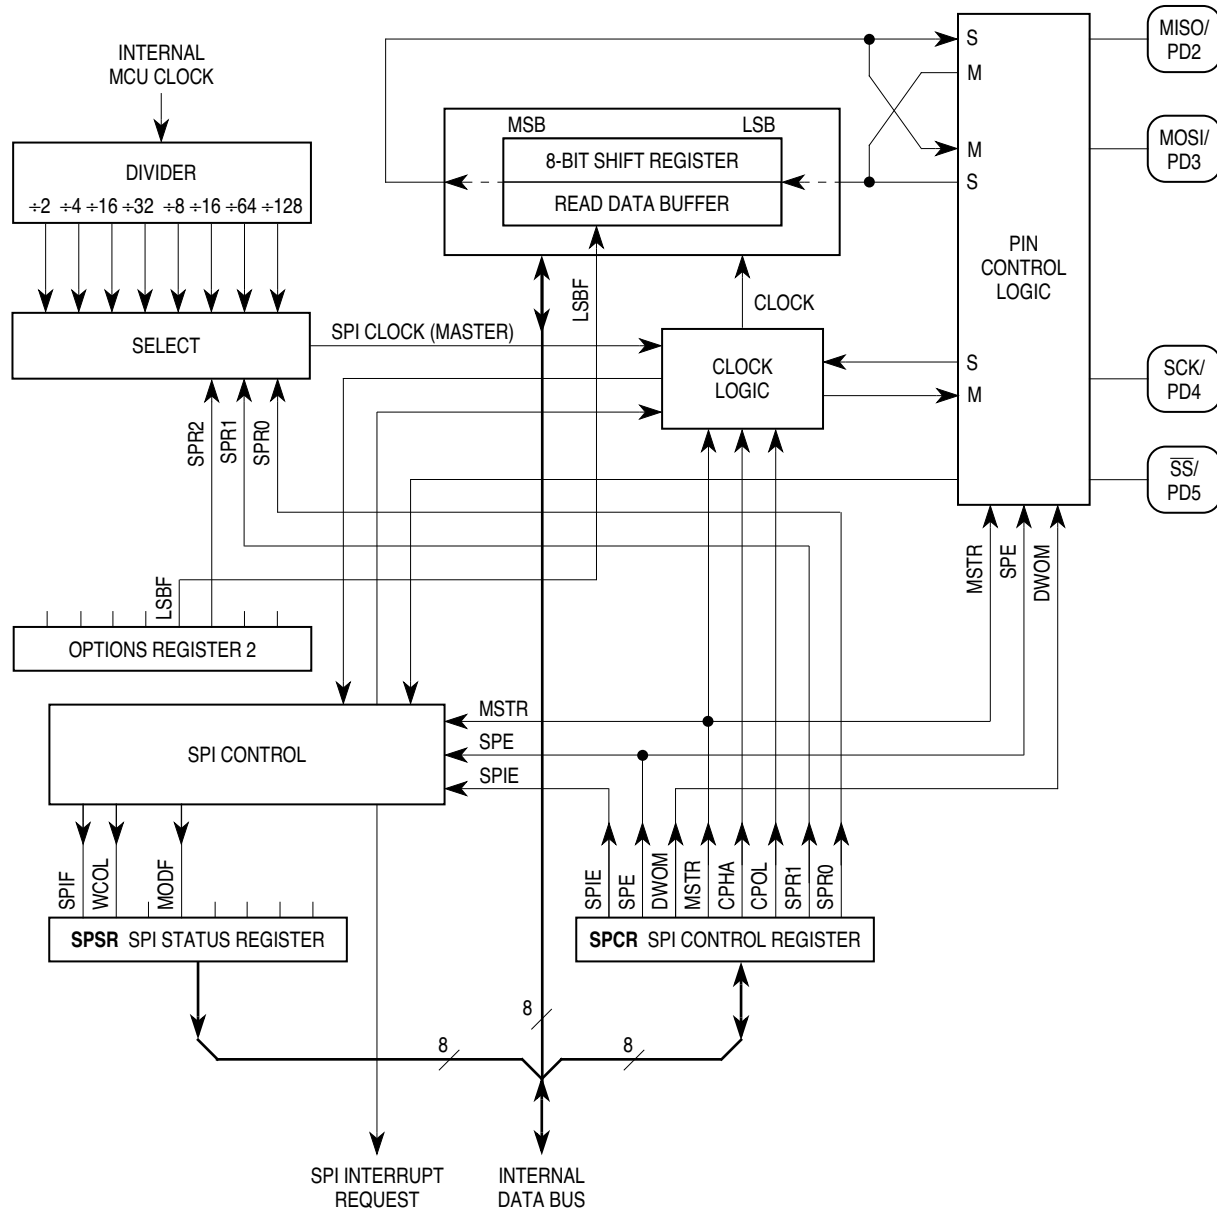 INTERNAL
MCU CLOCK
DIVIDER
÷2 ÷4 ÷16 ÷32 ÷8 ÷16 ÷64 ÷128
SELECT
SPR2
SPR1
SPR0
SPI CLOCK (MASTER)
MSB
LSB
8-BIT SHIFT REGISTER
READ DATA BUFFER
LSBF
CLOCK
CLOCK
LOGIC
S
M
M
S
S
M
PIN
CONTROL
LOGIC
MISO/
PD2
MOSI/
PD3
SCK/
PD4
SS/
PD5
MSTR
SPE
DWOM
LSBF
OPTIONS REGISTER 2
SPI CONTROL
MSTR
SPE
SPIE
SPIF
WCOL
MODF
SPSR SPI STATUS REGISTER
SPIE
SPE
DWOM
MSTR
CPHA
CPOL
SPR1
SPR0
SPCR SPI CONTROL REGISTER
8
8
8
SPI INTERRUPT
REQUEST
INTERNAL
DATA BUS